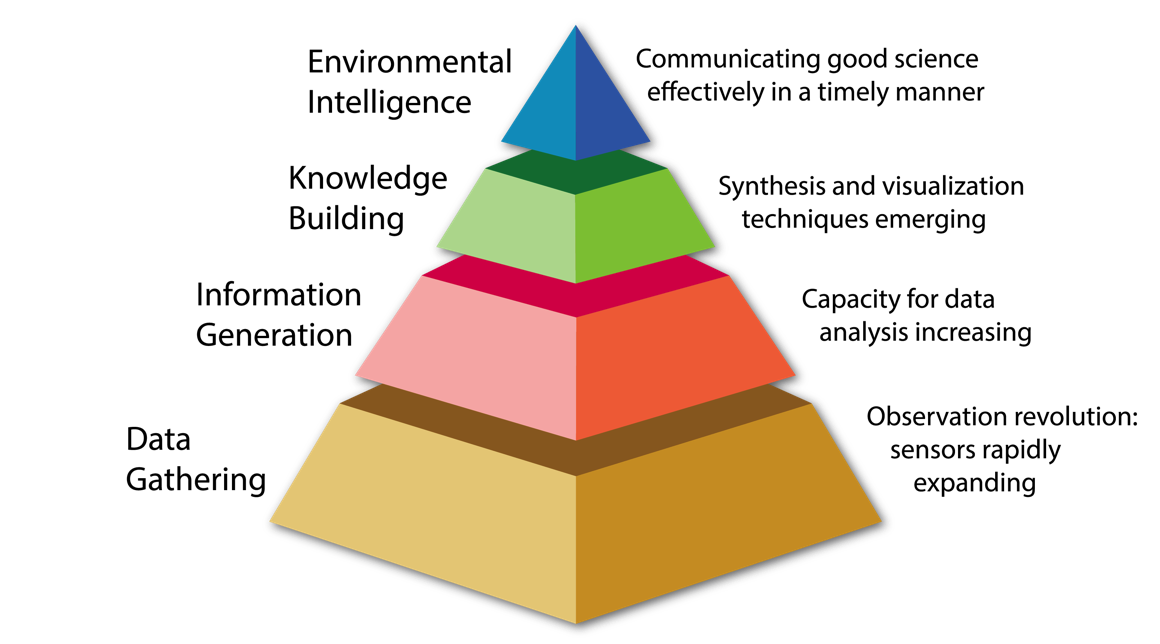 Environmental
Intelligence
Communicating good science
effectively in a timely manner
Knowledge
Building
Synthesis and visualization
techniques emerging
Information
Generation
Capacity for data
analysis increasing
Data
Gathering
Observation revolution:
sensors rapidly
expanding